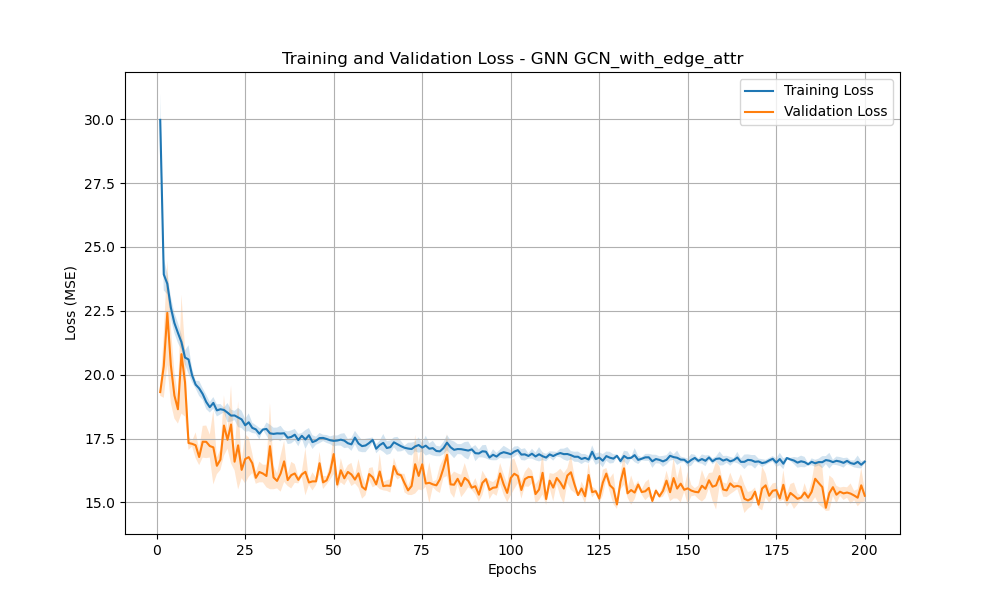 Training and Validation Loss - GNN GCN_with_edge_attr
Training Loss
Validation Loss
Loss (MSE)
30.0
27.5
25.0
22.5
20.0
17.5
15.0
0 25 50 75 100 125 150 175 200
Epochs